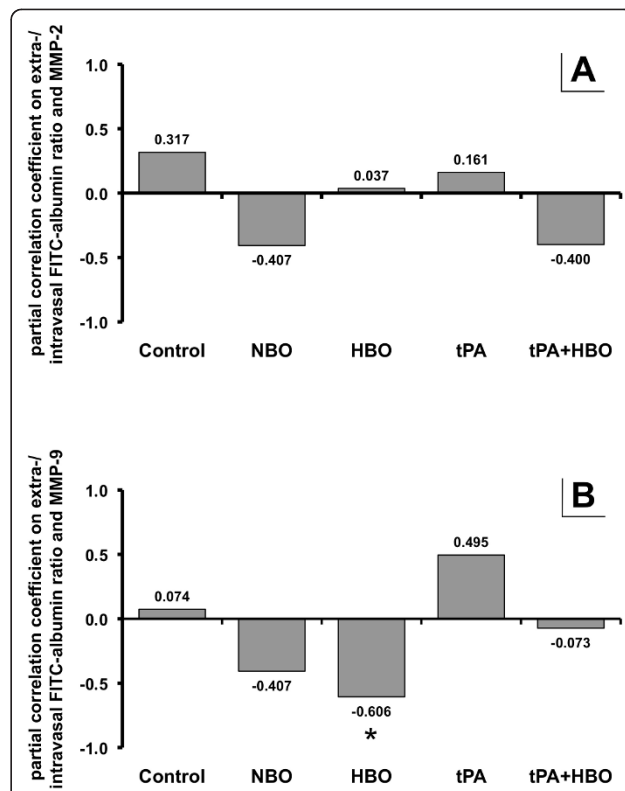 partial correlation coefficient on extra-/
intravasal FITC-albumin ratio and MMP-2
A
1.0
0.5
0.0
-0.5
-1.0
0.317
-0.407
0.037
0.161
-0.400
Control NBO HBO tPA tPA+HBO
partial correlation coefficient on extra-/
intravasal FITC-albumin ratio and MMP-9
B
1.0
0.5
0.0
-0.5
-1.0
0.074
-0.407
-0.606
*
0.495
-0.073
Control NBO HBO tPA tPA+HBO